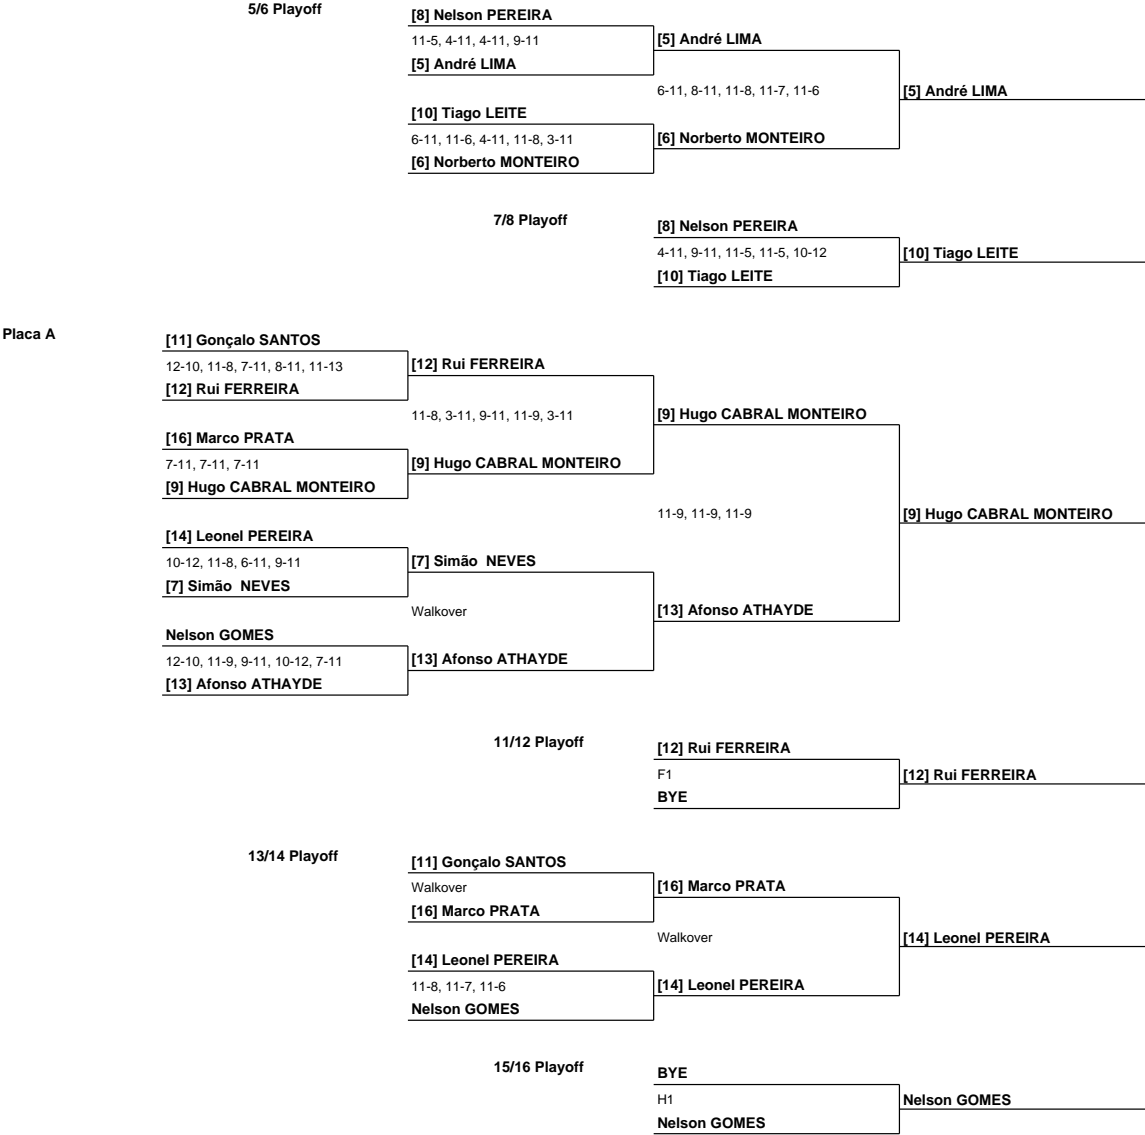 5/6 Playoff
[8] Nelson PEREIRA
11-5, 4-11, 4-11, 9-11
[5] André LIMA
[5] André LIMA
6-11, 8-11, 11-8, 11-7, 11-6
[5] André LIMA
[10] Tiago LEITE
6-11, 11-6, 4-11, 11-8, 3-11
[6] Norberto MONTEIRO
[6] Norberto MONTEIRO
7/8 Playoff
[8] Nelson PEREIRA
4-11, 9-11, 11-5, 11-5, 10-12
[10] Tiago LEITE
[10] Tiago LEITE
Placa A
[11] Gonçalo SANTOS
12-10, 11-8, 7-11, 8-11, 11-13
[12] Rui FERREIRA
[12] Rui FERREIRA
11-8, 3-11, 9-11, 11-9, 3-11
[9] Hugo CABRAL MONTEIRO
[16] Marco PRATA
7-11, 7-11, 7-11
[9] Hugo CABRAL MONTEIRO
[9] Hugo CABRAL MONTEIRO
11-9, 11-9, 11-9
[9] Hugo CABRAL MONTEIRO
[14] Leonel PEREIRA
10-12, 11-8, 6-11, 9-11
[7] Simão  NEVES
[7] Simão  NEVES
Walkover
[13] Afonso ATHAYDE
Nelson GOMES
12-10, 11-9, 9-11, 10-12, 7-11
[13] Afonso ATHAYDE
[13] Afonso ATHAYDE
11/12 Playoff
[12] Rui FERREIRA
F1
[12] Rui FERREIRA
BYE
13/14 Playoff
[11] Gonçalo SANTOS
Walkover
[16] Marco PRATA
[16] Marco PRATA
Walkover
[14] Leonel PEREIRA
[14] Leonel PEREIRA
11-8, 11-7, 11-6
[14] Leonel PEREIRA
Nelson GOMES
15/16 Playoff
BYE
H1
Nelson GOMES
Nelson GOMES